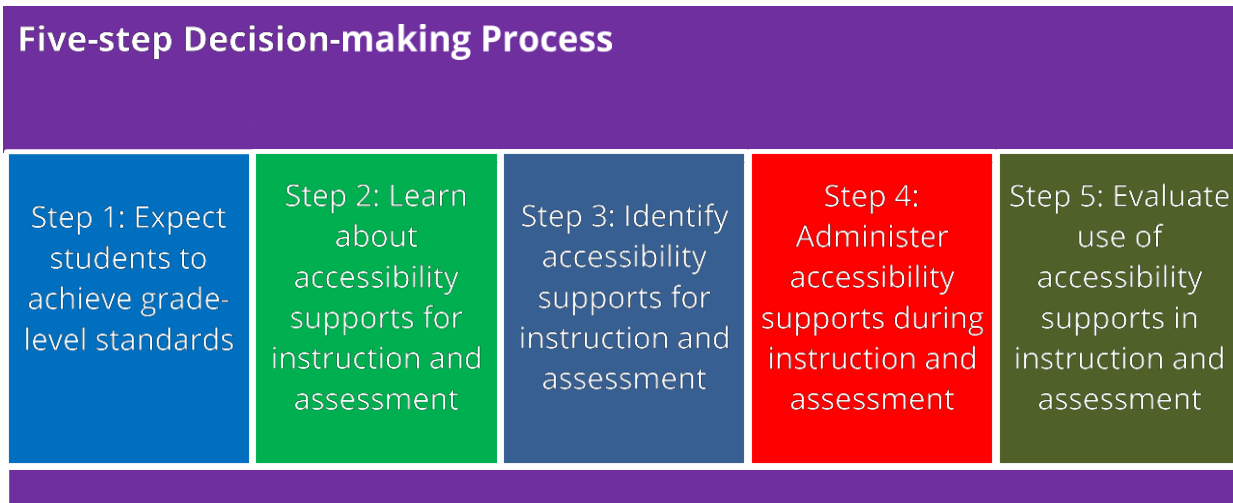 Five-step Decision-making Process
Step 1: Expect
students to
achieve grade-
level standards
Step 2: Learn
about
accessibility
supports for
instruction and
assessment
Step 3: Identify
accessibility
supports for
instruction and
assessment
Step 4:
Administer
accessibility
supports during
instruction and
assessment
Step 5: Evaluate
use of
accessibility
supports in
instruction and
assessment